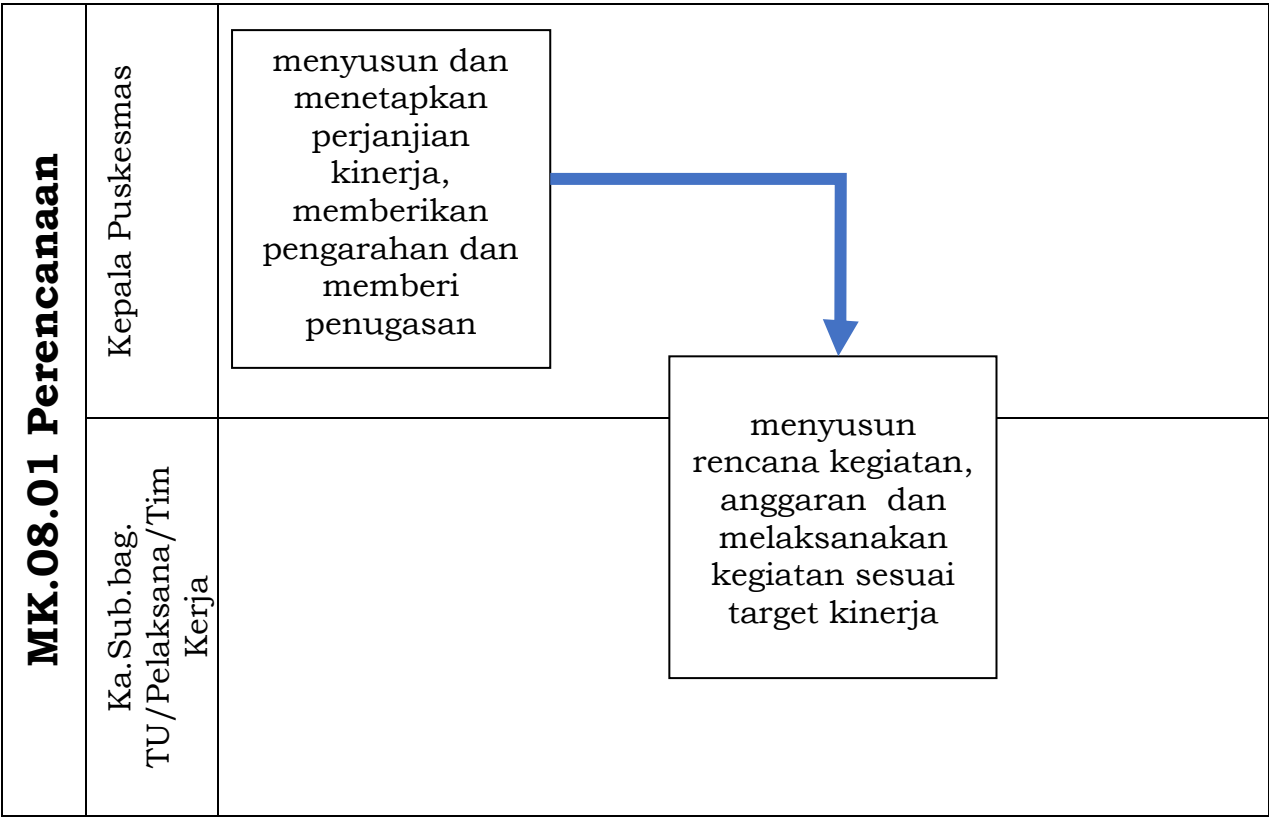 MK.08.01 Perencanaan
Kepala Puskesmas
menyusun dan
menetapkan
perjanjian
kinerja,
memberikan
pengarahan dan
memberi
penugasan
Ka.Sub.bag.
TU/Pelaksana/Tim
Kerja
menyusun
rencana kegiatan,
anggaran  dan
melaksanakan
kegiatan sesuai
target kinerja